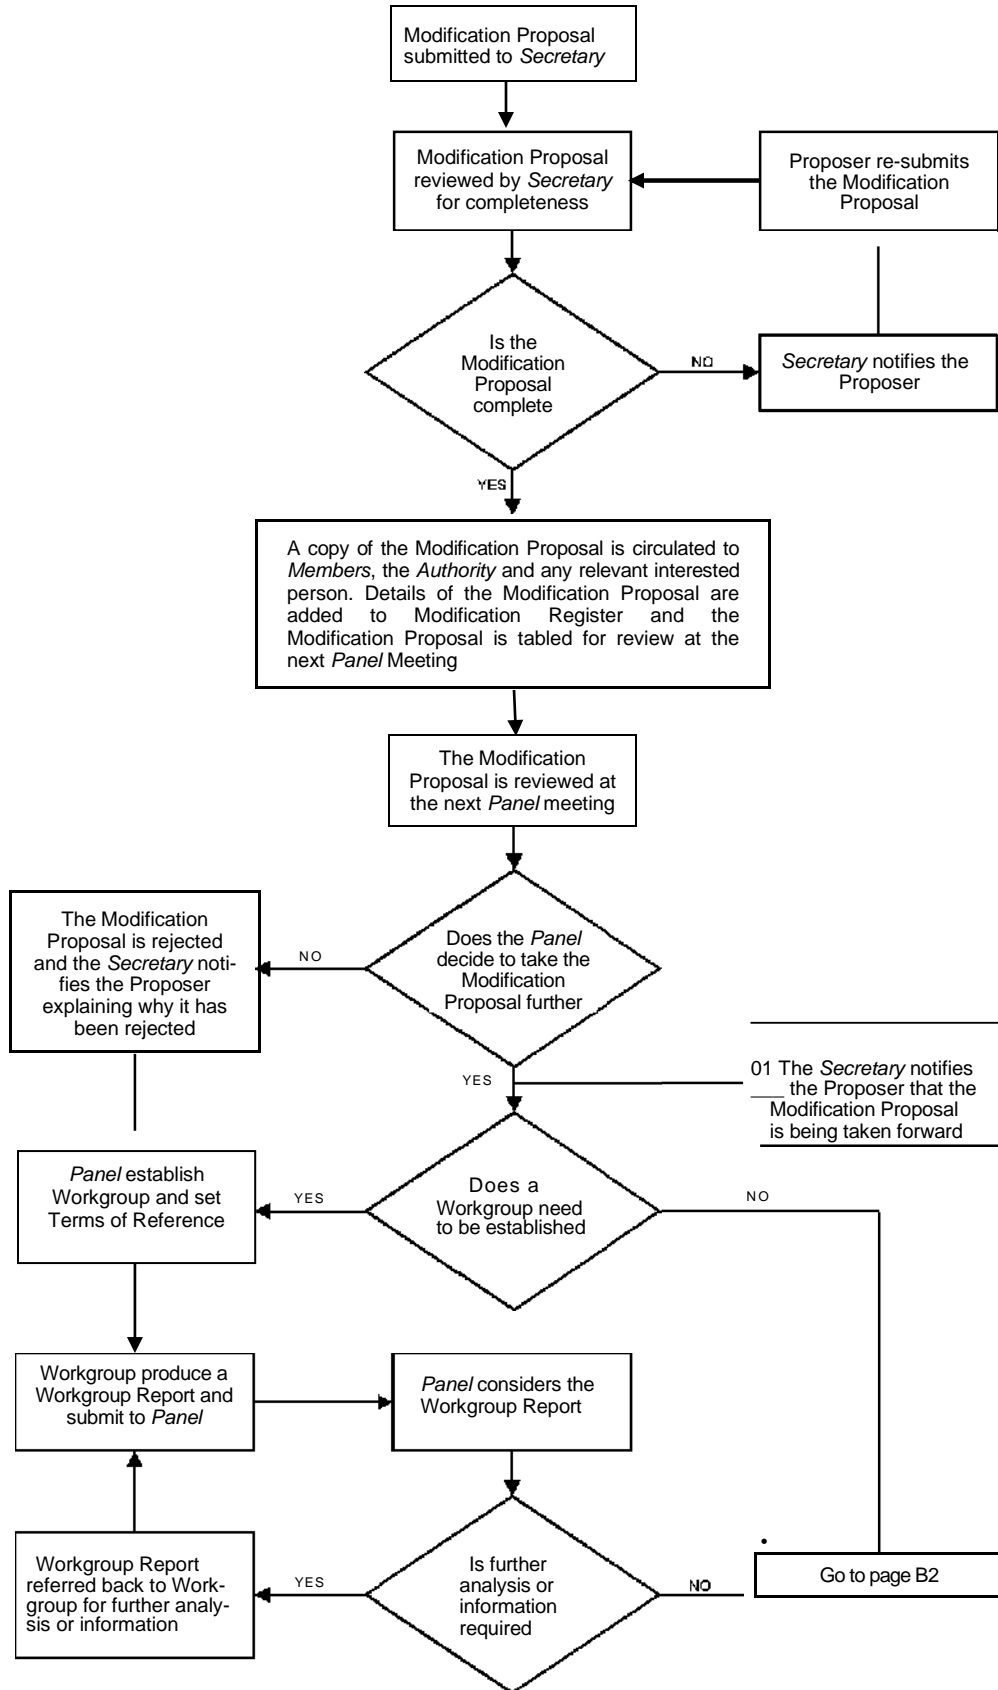 Modification Proposal
submitted to Secretary
Modification Proposal
reviewed by Secretary
for completeness
Proposer re-submits
the Modification
Proposal
Is the
Modification
Proposal
complete
NO
Secretary notifies the
Proposer
YES
A copy of the Modification Proposal is circulated to
Members, the Authority and any relevant interested
person. Details of the Modification Proposal are
added to Modification Register and the
Modification Proposal is tabled for review at the
next Panel Meeting
The Modification
Proposal is reviewed at
the next Panel meeting
The Modification
Proposal is rejected
and the Secretary noti-
fies the Proposer
explaining why it has
been rejected
NO
Does the Panel
decide to take the
Modification
Proposal further
YES
01 The Secretary notifies
___ the Proposer that the
Modification Proposal
is being taken forward
Panel establish
Workgroup and set
Terms of Reference
YES
Does a
Workgroup need
to be established
NO
Workgroup produce a
Workgroup Report and
submit to Panel
Panel considers the
Workgroup Report
Workgroup Report
referred back to Work-
group for further analy-
sis or information
YES
Is further
analysis or
information
required
NO
Go to page B2